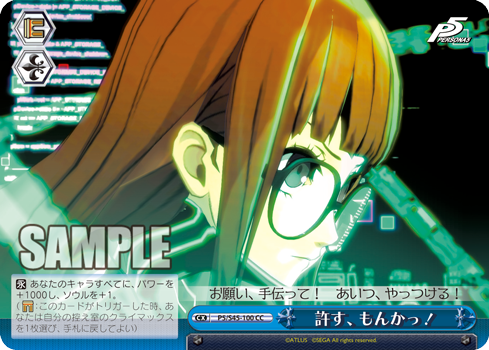 P5
PERSONA5
SAMPLE
永 あなたのキャラすべてに、パワーを
+1000し、ソウルを+1。
(：このカードがトリガーした時、あな
たは自分の控え室のクライマックス
を1枚選び、手札に戻してよい)
お願い、手伝って！ あいつ、やっつける！
CX P5/S45-100 CC
許す、もんかっ！
©ATLUS ©SEGA All rights reserved.